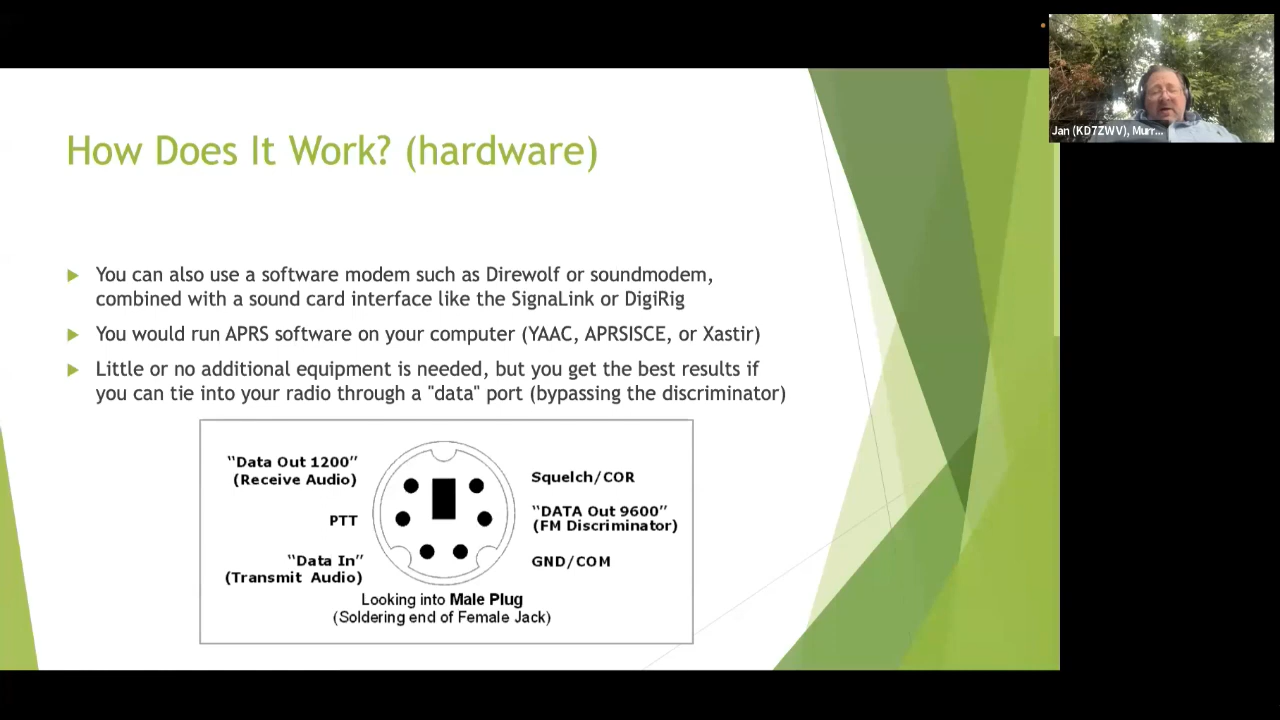 Jan (KD7ZWV), Murr...
How Does It Work? (hardware)
You can also use a software modem such as Direwolf or soundmodem,
combined with a sound card interface like the SignaLink or DigiRig
You would run APRS software on your computer (YAAC, APRSISCE, or Xastir)
Little or no additional equipment is needed, but you get the best results if
you can tie into your radio through a "data" port (bypassing the discriminator)
“Data Out 1200”
(Receive Audio)
PTT
“Data In”
(Transmit Audio)
Squelch/COR
“DATA Out 9600”
(FM Discriminator)
GND/COM
Looking into Male Plug
(Soldering end of Female Jack)